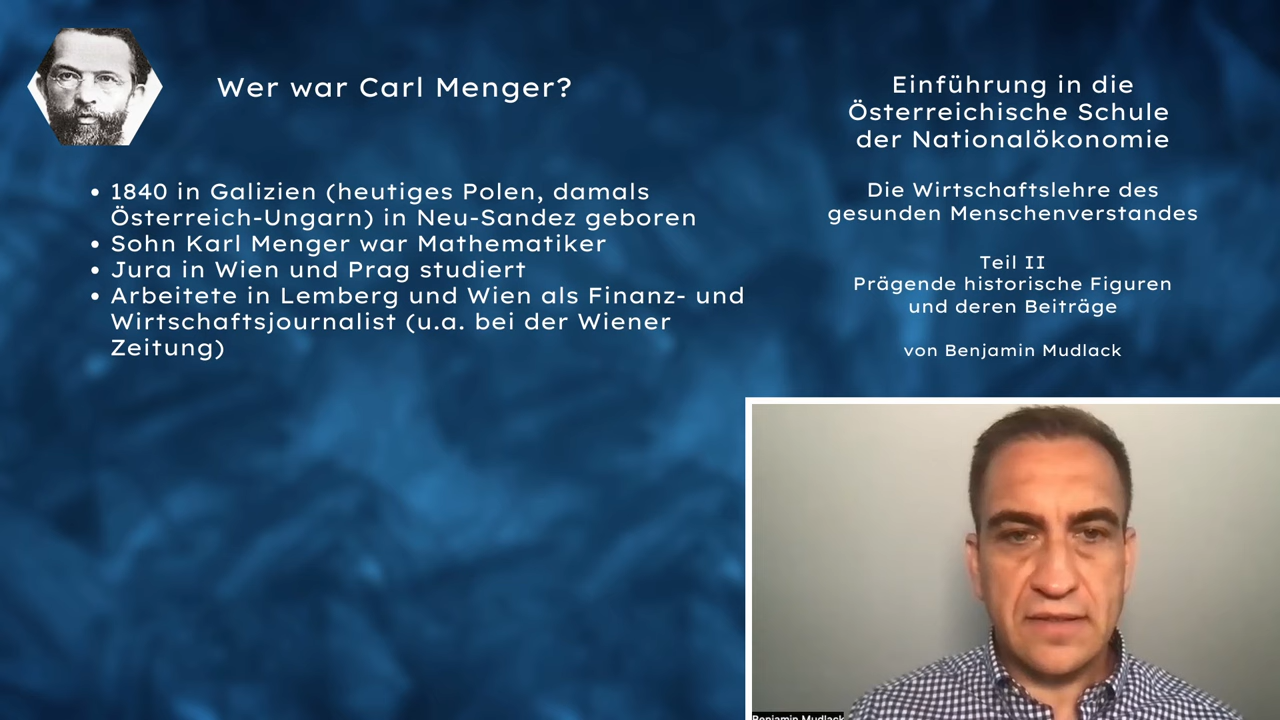 Wer war Carl Menger?
• 1840 in Galizien (heutiges Polen, damals
Österreich-Ungarn) in Neu-Sandez geboren
• Sohn Karl Menger war Mathematiker
• Jura in Wien und Prag studiert
• Arbeitete in Lemberg und Wien als Finanz- und
Wirtschaftsjournalist (u.a. bei der Wiener
Zeitung)
Einführung in die
Österreichische Schule
der Nationalökonomie
Die Wirtschaftslehre des
gesunden Menschenverstandes
Teil II
Prägende historische Figuren
und deren Beiträge
von Benjamin Mudlack
Benjamin Mudlack